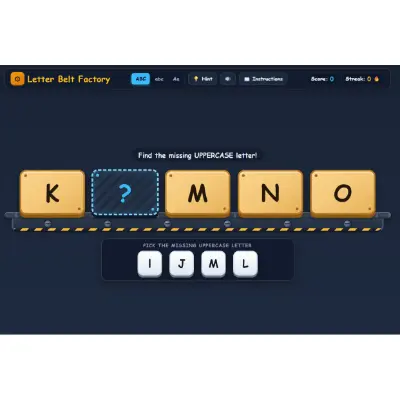 Letter Belt Factory ABC abc Aa Hint Instructions Score: 0 Streak: 0
Find the missing UPPERCASE letter!
K ? M N O
PICK THE MISSING UPPERCASE LETTER
I J M L